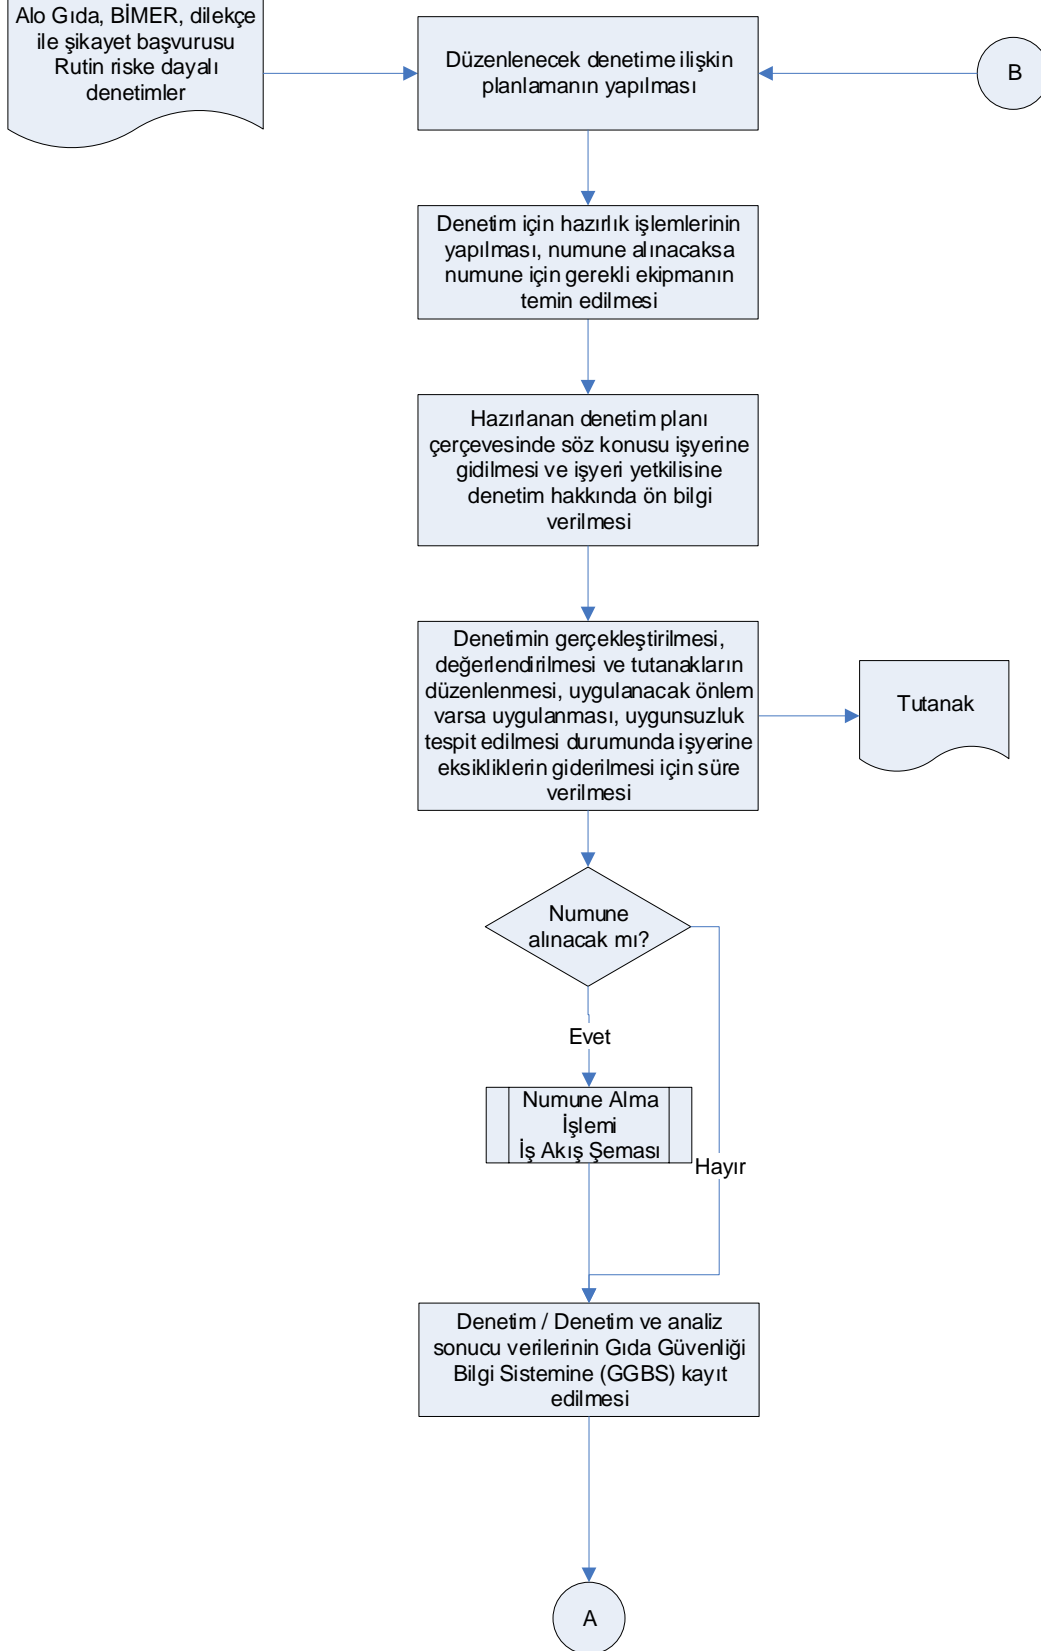 Alo Gıda, BİMER, dilekçe
ile şikayet başvurusu
Rutin riske dayalı
denetimler
Düzenlenecek denetime ilişkin
planlamanın yapılması
B
Denetim için hazırlık işlemlerinin
yapılması, numune alınacaksa
numune için gerekli ekipmanın
temin edilmesi
Hazırlanan denetim planı
çerçevesinde söz konusu işyerine
gidilmesi ve işyeri yetkilisine
denetim hakkında ön bilgi
verilmesi
Denetimin gerçekleştirilmesi,
değerlendirilmesi ve tutanakların
düzenlenmesi, uygulanacak önlem
varsa uygulanması, uygunsuzluk
tespit edilmesi durumunda işyerine
eksikliklerin giderilmesi için süre
verilmesi
Tutanak
Numune
alınacak mı?
Evet
Numune Alma
İşlemi
İş Akış Şeması
Hayır
Denetim / Denetim ve analiz
sonucu verilerinin Gıda Güvenliği
Bilgi Sistemine (GGBS) kayıt
edilmesi
A